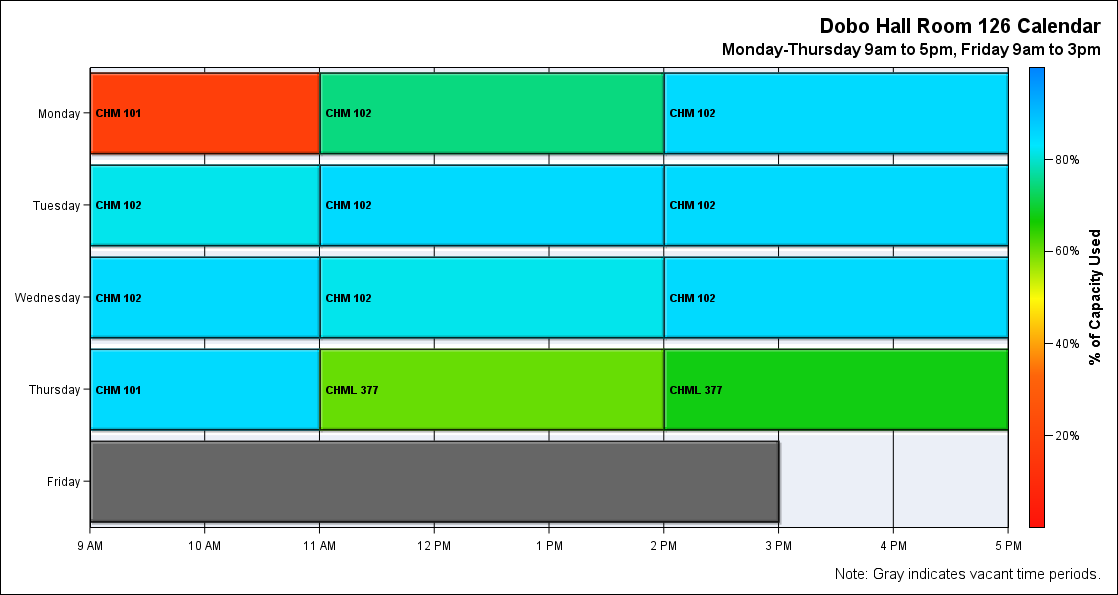 Dobo Hall Room 126 Calendar
Monday-Thursday 9am to 5pm, Friday 9am to 3pm
Monday
CHM 101
CHM 102
CHM 102
Tuesday
CHM 102
CHM 102
CHM 102
Wednesday
CHM 102
CHM 102
CHM 102
Thursday
CHM 101
CHML 377
CHML 377
Friday
9 AM
10 AM
11 AM
12 PM
1 PM
2 PM
3 PM
4 PM
5 PM
80%
60%
40%
20%
% of Capacity Used
Note: Gray indicates vacant time periods.